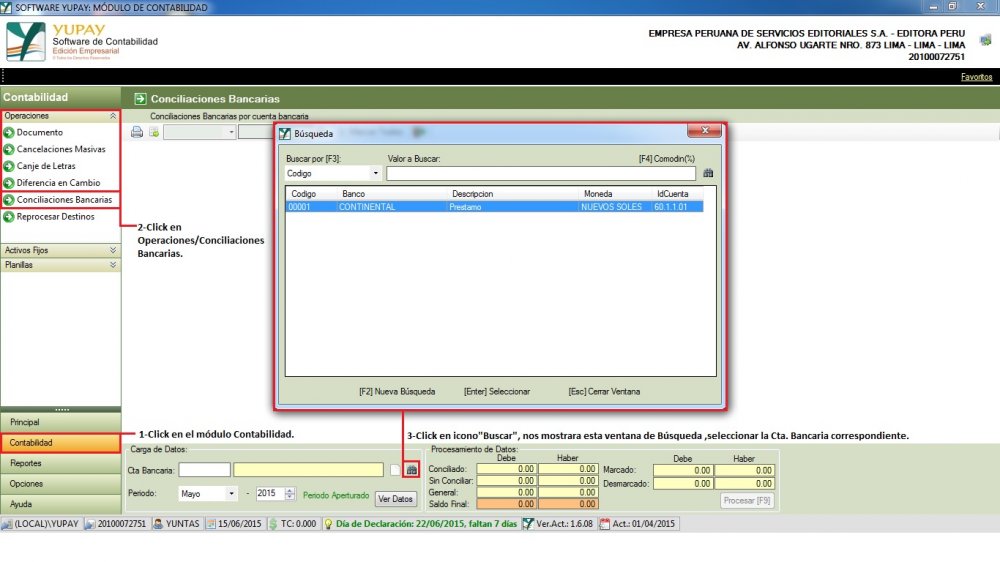 SOFTWARE YUPAY: MÓDULO DE CONTABILIDAD
YUPAY
Software de Contabilidad
Edición Empresarial
© Todos los Derechos Reservados
EMPRESA PERUANA DE SERVICIOS EDITORIALES S.A. - EDITORA PERU
AV. ALFONSO UGARTE NRO. 873 LIMA - LIMA - LIMA
20100072751
Favoritos
Contabilidad
Conciliaciones Bancarias
Operaciones
Conciliaciones Bancarias por cuenta bancaria
Documento
Cancelaciones Masivas
Canje de Letras
Diferencia en Cambio
Conciliaciones Bancarias
Reprocesar Destinos
Activos Fijos
Planillas
Búsqueda
Buscar por [F3]: Valor a Buscar: [F4] Comodin(%)
Codigo
Codigo Banco Descripcion Moneda IdCuenta
00001 CONTINENTAL Prestamo NUEVOS SOLES 60.1.1.01
[F2] Nueva Búsqueda [Enter] Seleccionar [Esc] Cerrar Ventana
2-Click en
Operaciones/Conciliaciones
Bancarias.
Principal
Contabilidad
Reportes
Opciones
Ayuda
1-Click en el módulo Contabilidad.
3-Click en icono"Buscar", nos mostrara esta ventana de Búsqueda ,seleccionar la Cta. Bancaria correspondiente.
Carga de Datos:
Cta Bancaria:
Periodo: Mayo - 2015 Periodo Aperturado Ver Datos
Procesamiento de Datos:
Debe Haber Debe Haber
Conciliado: 0.00 0.00 Marcado: 0.00 0.00
Sin Conciliar: 0.00 0.00 Desmarcado: 0.00 0.00
General: 0.00 0.00
Saldo Final: 0.00 0.00
Procesar [F9]
(LOCAL)\YUPAY 20100072751 YUNTAS 15/06/2015 TC: 0.000 Día de Declaración: 22/06/2015, faltan 7 días Ver.Act.: 1.6.08 Act.: 01/04/2015